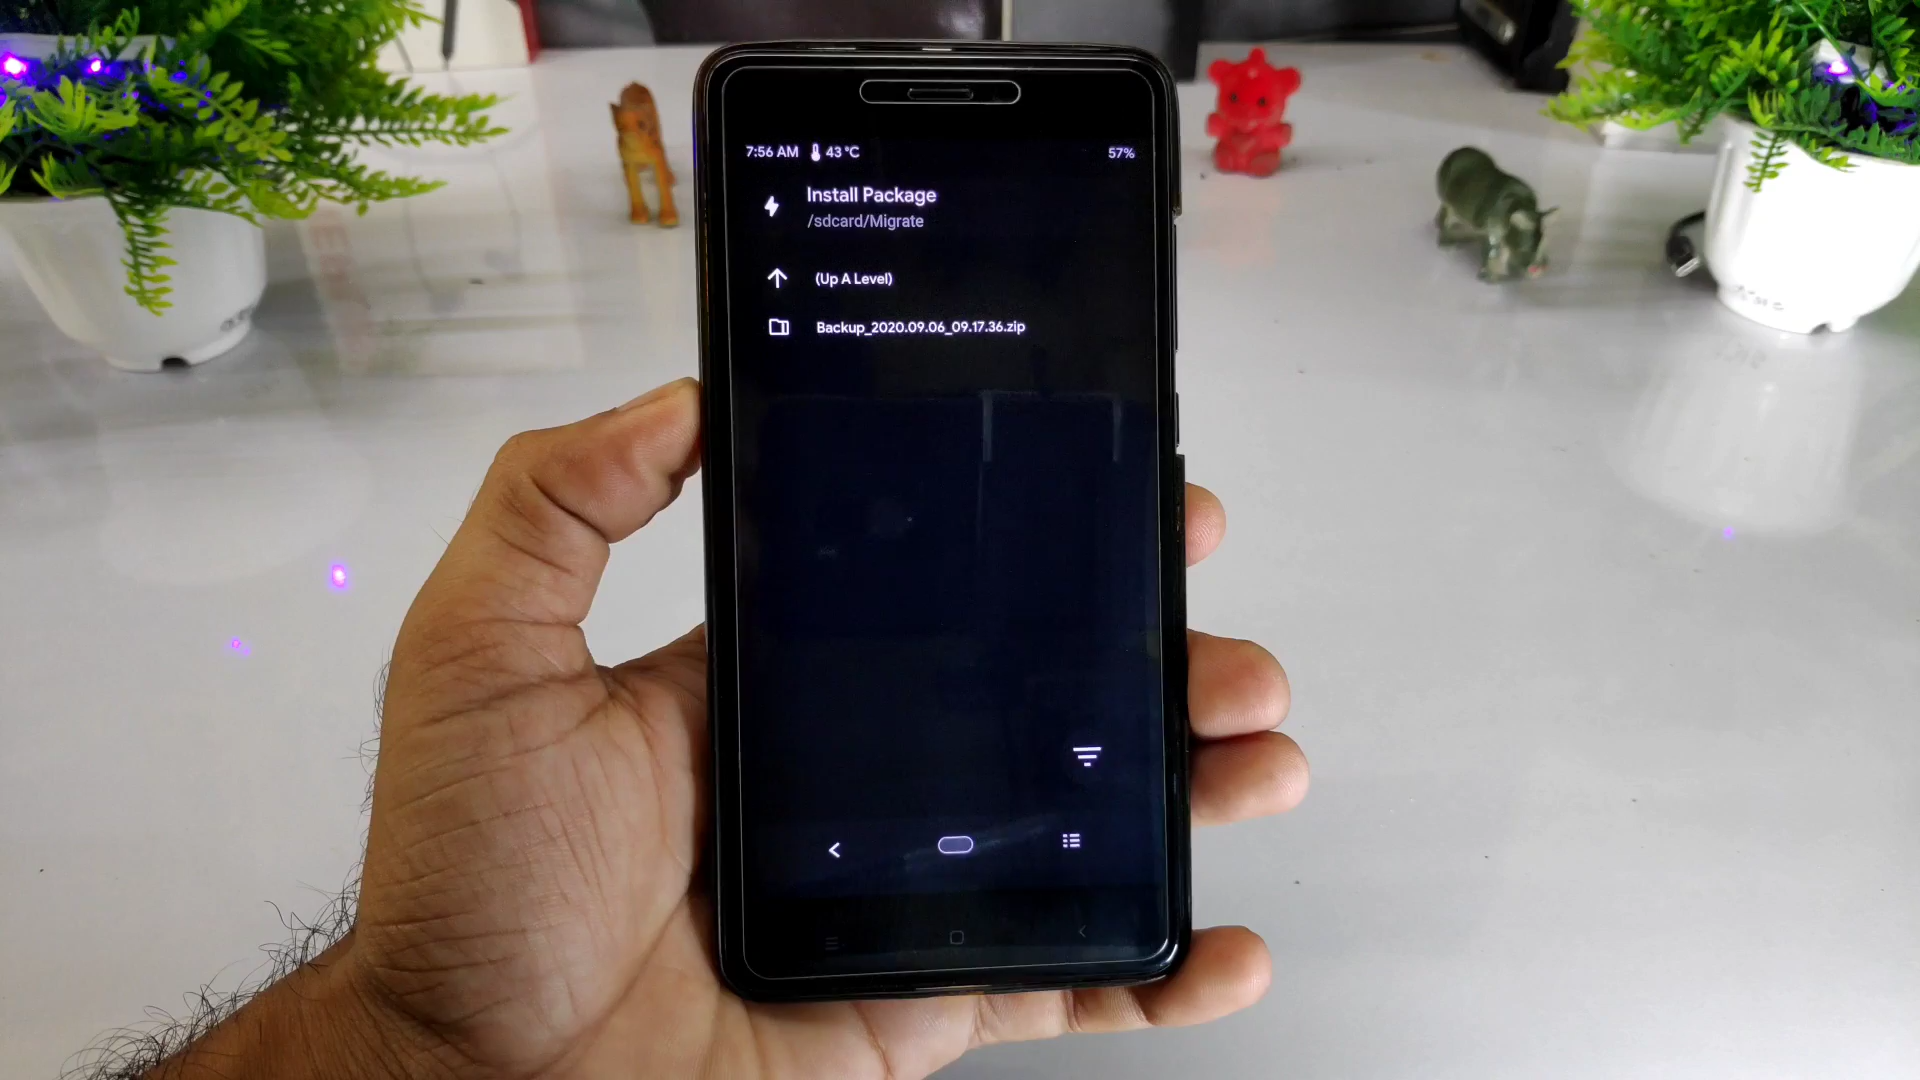 7:56 AM 43 °C 57%
Install Package
/sdcard/Migrate
(Up A Level)
Backup_2020.09.06_09.17.36.zip